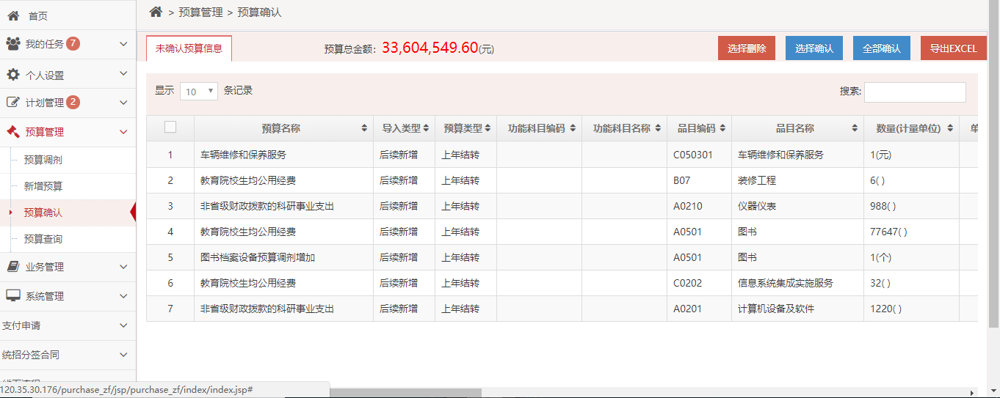 首页
我的任务 7
个人设置
计划管理 2
预算管理
预算调剂
新增预算
预算确认
预算查询
业务管理
系统管理
支付申请
统招分签合同
120.35.30.176/purchase_zf/jsp/purchase_zf/index/index.jsp#
> 预算管理 > 预算确认
未确认预算信息 预算总金额：33,604,549.60(元) 选择删除 选择确认 全部确认 导出EXCEL
显示 10 条记录 搜索:
预算名称 导入类型 预算类型 功能科目编码 功能科目名称 品目编码 品目名称 数量(计量单位) 单
1 车辆维修和保养服务 后续新增 上年结转 C050301 车辆维修和保养服务 1(元)
2 教育院校生均公用经费 后续新增 上年结转 B07 装修工程 6( )
3 非省级财政拨款的科研事业支出 后续新增 上年结转 A0210 仪器仪表 988( )
4 教育院校生均公用经费 后续新增 上年结转 A0501 图书 77647( )
5 图书档案设备预算调剂增加 后续新增 上年结转 A0501 图书 1(个)
6 教育院校生均公用经费 后续新增 上年结转 C0202 信息系统集成实施服务 32( )
7 非省级财政拨款的科研事业支出 后续新增 上年结转 A0201 计算机设备及软件 1220( )